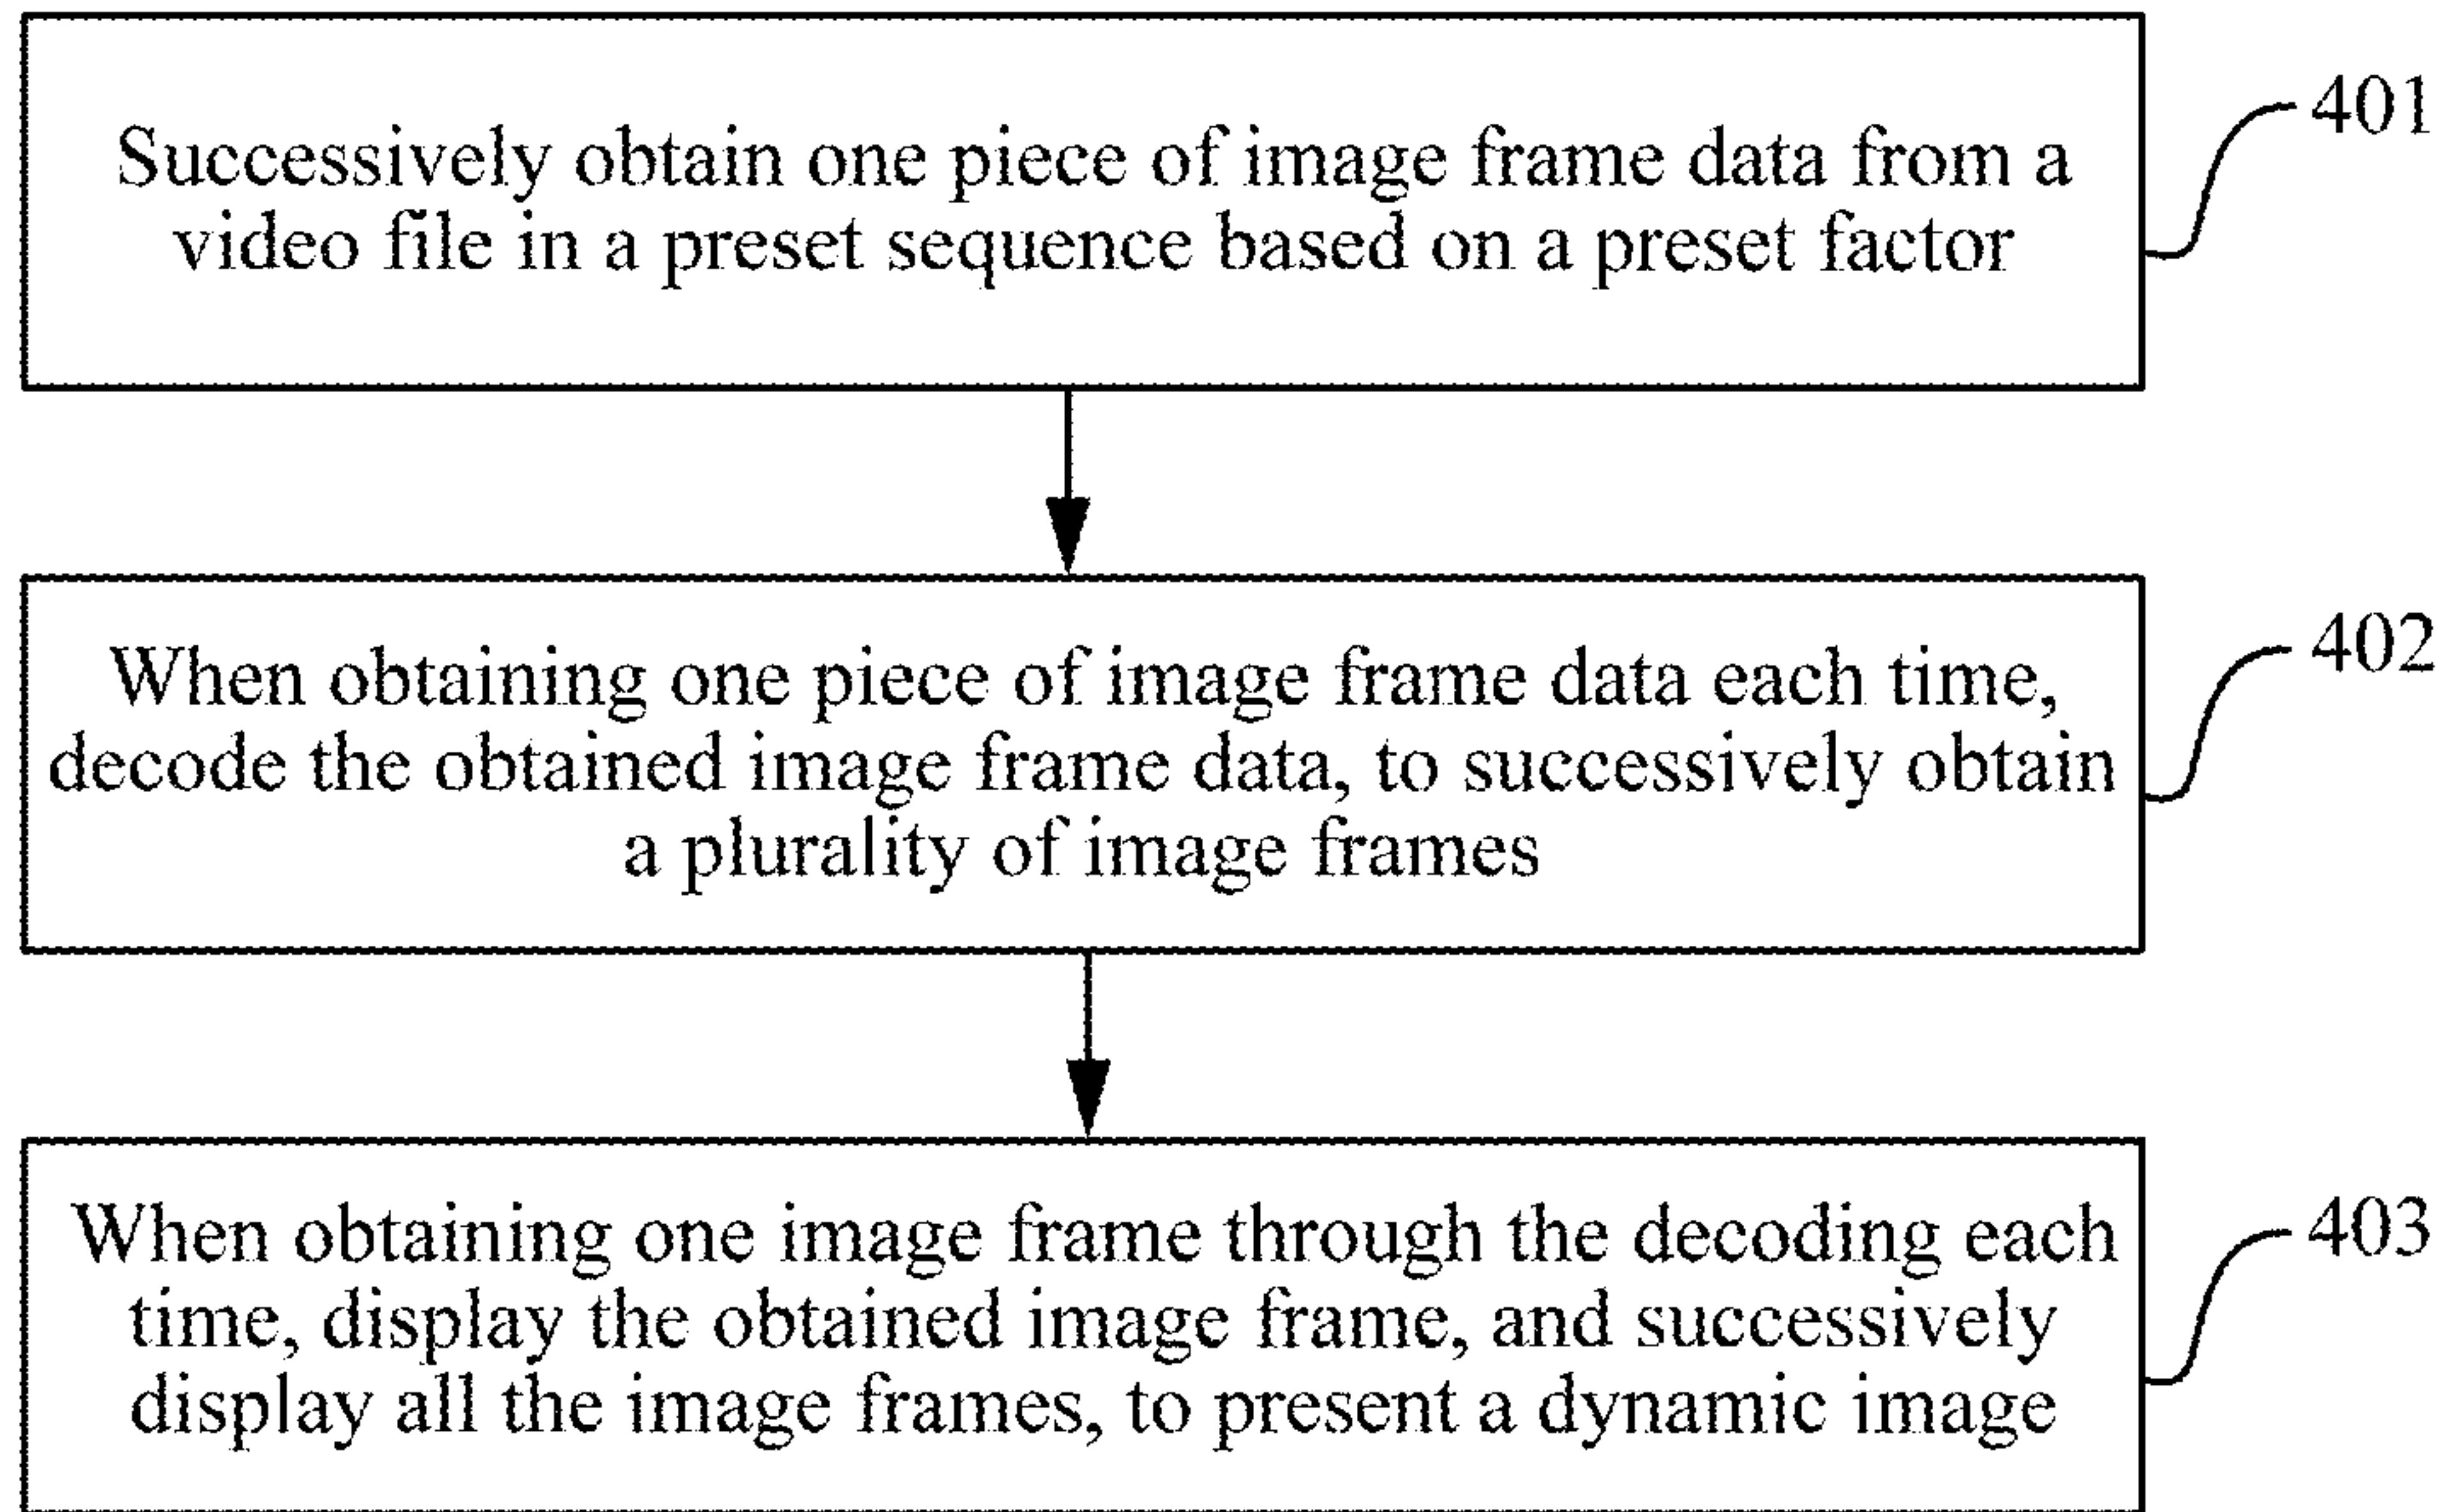 Successively obtain one piece of image frame data from a
video file in a preset sequence based on a preset factor
401
When obtaining one piece of image frame data each time,
decode the obtained image frame data, to successively obtain
a plurality of image frames
402
When obtaining one image frame through the decoding each
time, display the obtained image frame, and successively
display all the image frames, to present a dynamic image
403